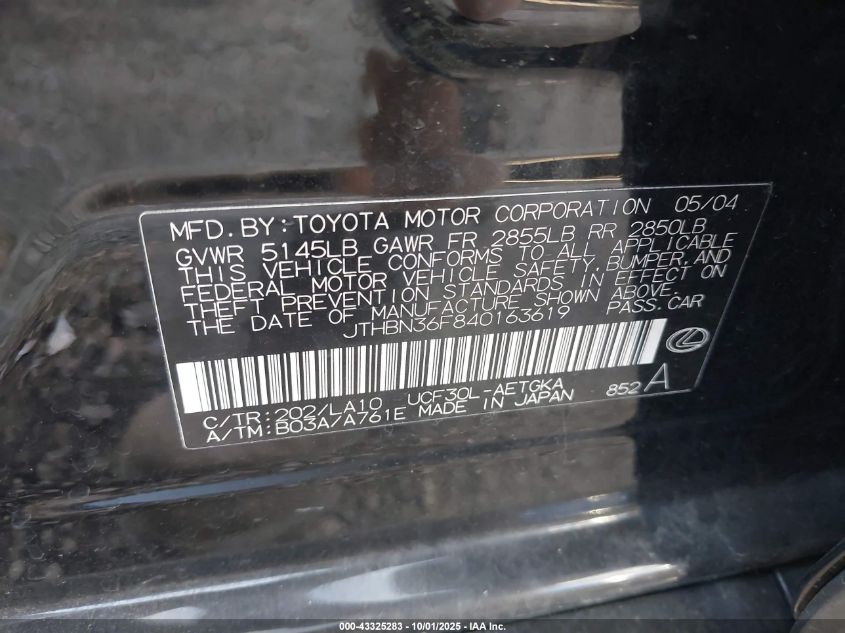 MFD. BY: TOYOTA MOTOR CORPORATION 05/04
GVWR 5145LB GAWR FR 2855LB RR 2850LB
THIS VEHICLE CONFORMS TO ALL APPLICABLE
FEDERAL MOTOR VEHICLE SAFETY, BUMPER, AND
THEFT PREVENTION STANDARDS IN EFFECT ON
THE DATE OF MANUFACTURE SHOWN ABOVE.
JTHBN36F840163619 PASS. CAR
852 A
C/TR: 202/LA10 UCF30L-AETGKA
A/TM: B03A/A761E MADE IN JAPAN
000-43325283 - 10/01/2025 - IAA Inc.